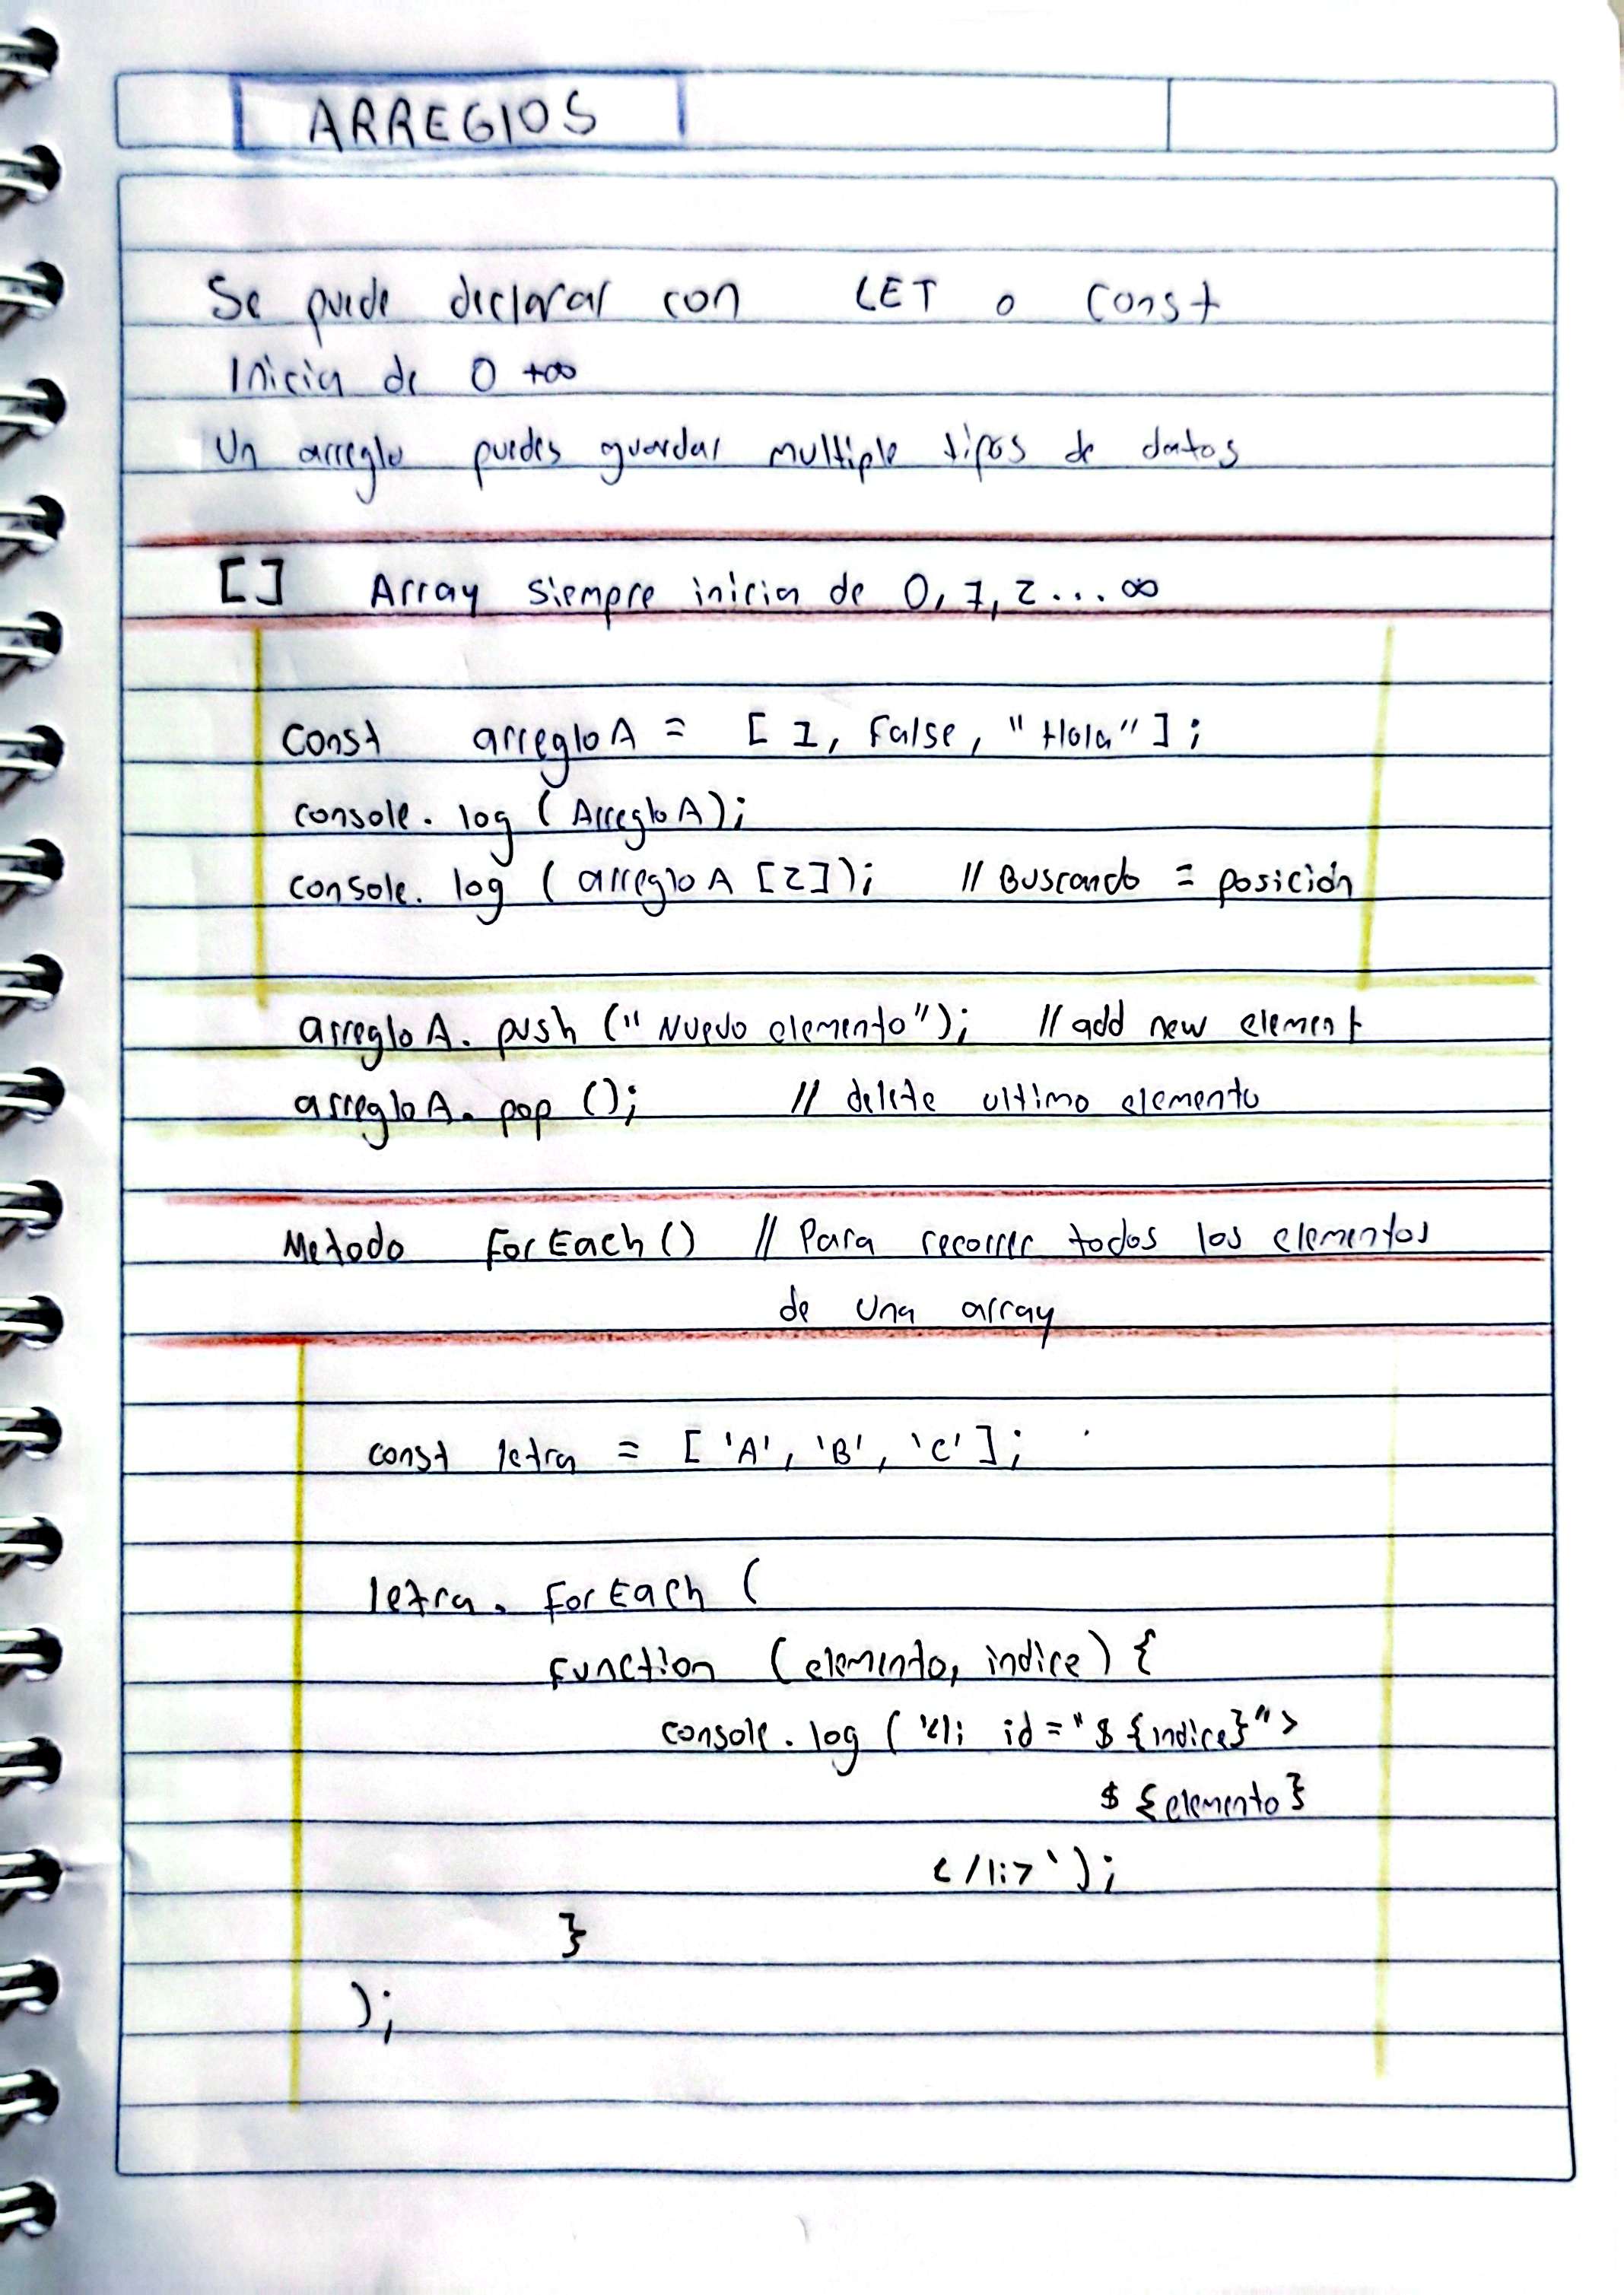 ARREGlOS
Se puede declarar con LET o const
Inicia de 0 +∞
Un arreglo puedes guardar multiple tipos de datos
[] Array siempre inicia de 0, 1, 2... ∞
const arregloA = [ 1, False, "Hola" ];
console. log ( ArregloA);
console. log ( arregloA [2]); // Buscando = posición
arregloA. push (" Nuevo elemento"); // add new element
arregloA. pop (); // delete ultimo elemento
Metodo ForEach() // Para recorrer todos los elementos
de una array
const letra = [ 'A', 'B', 'C' ];
letra. ForEach (
Function (elemento, indice) {
console. log ( `<li id="${indice}">
${elemento}
</li>`);
}
);